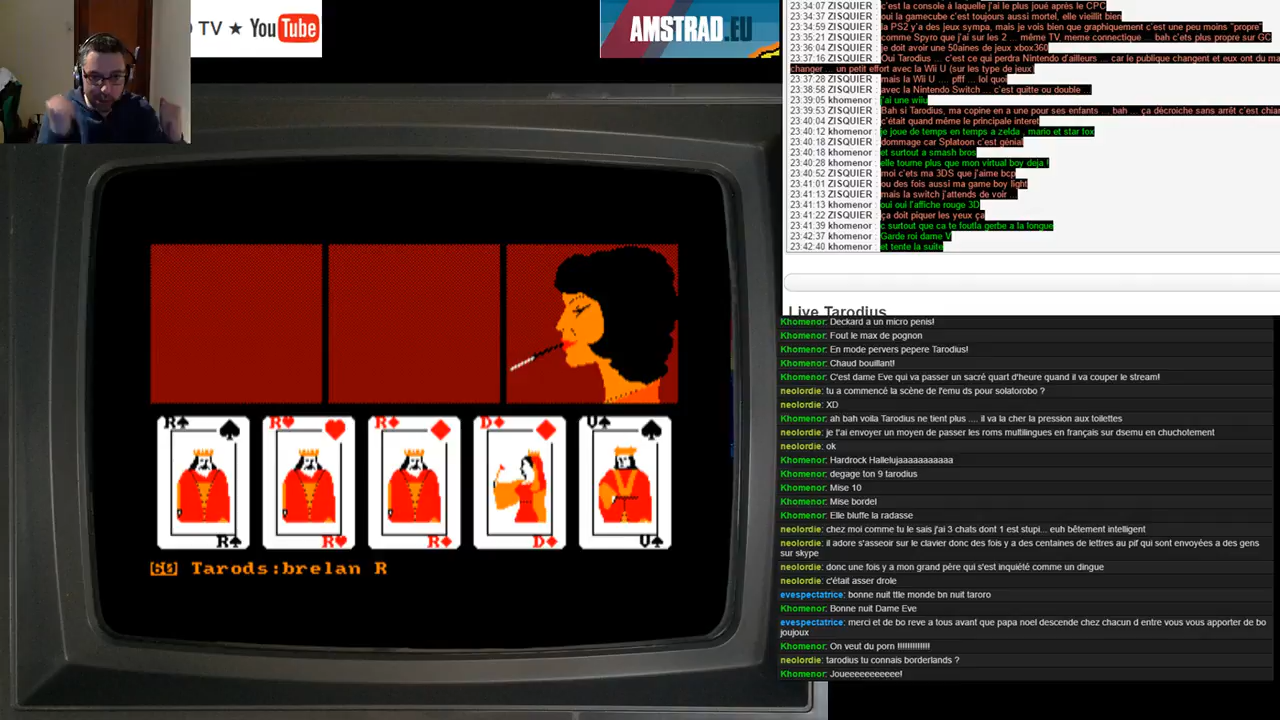 TV ★ YouTube
AMSTRAD.EU
23:34:07 ZISQUIER : c'est la console à laquelle j'ai le plus joué après le CPC
23:34:37 ZISQUIER : oui la gamecube c'est toujours aussi mortel, elle vieillit bien
23:34:59 ZISQUIER : la PS2 y'a des jeux sympa, mais je vois bien que graphiquement c'est une peu moins "propre"
23:35:21 ZISQUIER : comme Spyro que j'ai sur les 2 ... même TV, meme connectique ... bah c'ets plus propre sur GC
23:36:04 ZISQUIER : je doit avoir une 50aines de jeux xbox360
23:37:16 ZISQUIER : Oui Tarodius ... c'est ce qui perdra Nintendo d'ailleurs ... car le publique changent et eux ont du ma
changer ... un petit effort avec la Wii U (sur les type de jeux
23:37:28 ZISQUIER : mais la Wii U .... pfff ... loi quoi
23:38:58 ZISQUIER : avec la Nintendo Switch ... c'est quitte ou double ...
23:39:05 khomenor : j'ai une wiiu
23:39:53 ZISQUIER : Bah si Tarodius, ma copine en a une pour ses enfants ... bah ... ça décroiche sans arrêt c'est chian
23:40:04 ZISQUIER : c'était quand même le principale interet
23:40:12 khomenor : je joue de temps en temps a zelda , mario et star fox
23:40:18 ZISQUIER : dommage car Splatoon c'est génial
23:40:18 khomenor : et surtout a smash bros
23:40:28 khomenor : elle tourne plus que mon virtual boy deja !
23:40:52 ZISQUIER : moi c'ets ma 3DS que j'aime bcp
23:41:01 ZISQUIER : ou des fois aussi ma game boy light
23:41:13 ZISQUIER : mais la switch j'attends de voir ...
23:41:13 khomenor : oui oui l'affiche rouge 3D
23:41:22 ZISQUIER : ça doit piquer les yeux ça
23:41:39 khomenor : c surtout que ca te foutla gerbe a la longue
23:42:37 khomenor : Garde roi dame V
23:42:40 khomenor : et tente la suite
Live Tarodius
Khomenor: Deckard a un micro penis!
Khomenor: Fout le max de pognon
Khomenor: En mode pervers pepere Tarodius!
Khomenor: Chaud bouillant!
Khomenor: C'est dame Eve qui va passer un sacré quart d'heure quand il va couper le stream!
neolordie: tu a commencé la scène de l'emu ds pour solatorobo ?
neolordie: XD
Khomenor: ah bah voila Tarodius ne tient plus .... il va la cher la pression aux toilettes
neolordie: je t'ai envoyer un moyen de passer les roms multilingues en français sur dsemu en chuchotement
neolordie: ok
Khomenor: Hardrock Hallelujaaaaaaaaaaa
Khomenor: degage ton 9 tarodius
Khomenor: Mise 10
Khomenor: Mise bordel
Khomenor: Elle bluffe la radasse
neolordie: chez moi comme tu le sais j'ai 3 chats dont 1 est stupi... euh bêtement intelligent
neolordie: il adore s'asseoir sur le clavier donc des fois y a des centaines de lettres au pif qui sont envoyées a des gens
sur skype
neolordie: donc une fois y a mon grand père qui s'est inquiété comme un dingue
neolordie: c'était asser drole
evespectatrice: bonne nuit ttle monde bn nuit taroro
Khomenor: Bonne nuit Dame Eve
evespectatrice: merci et de bo reve a tous avant que papa noel descende chez chacun d entre vous vous apporter de bo
joujoux
Khomenor: On veut du porn !!!!!!!!!!!!!
neolordie: tarodius tu connais borderlands ?
Khomenor: Joueeeeeeeeeee!
R♠ R♥ R♦ D♦ V♠
R♠ R♥ R♦ D♦ V♠
60 Tarods:brelan R